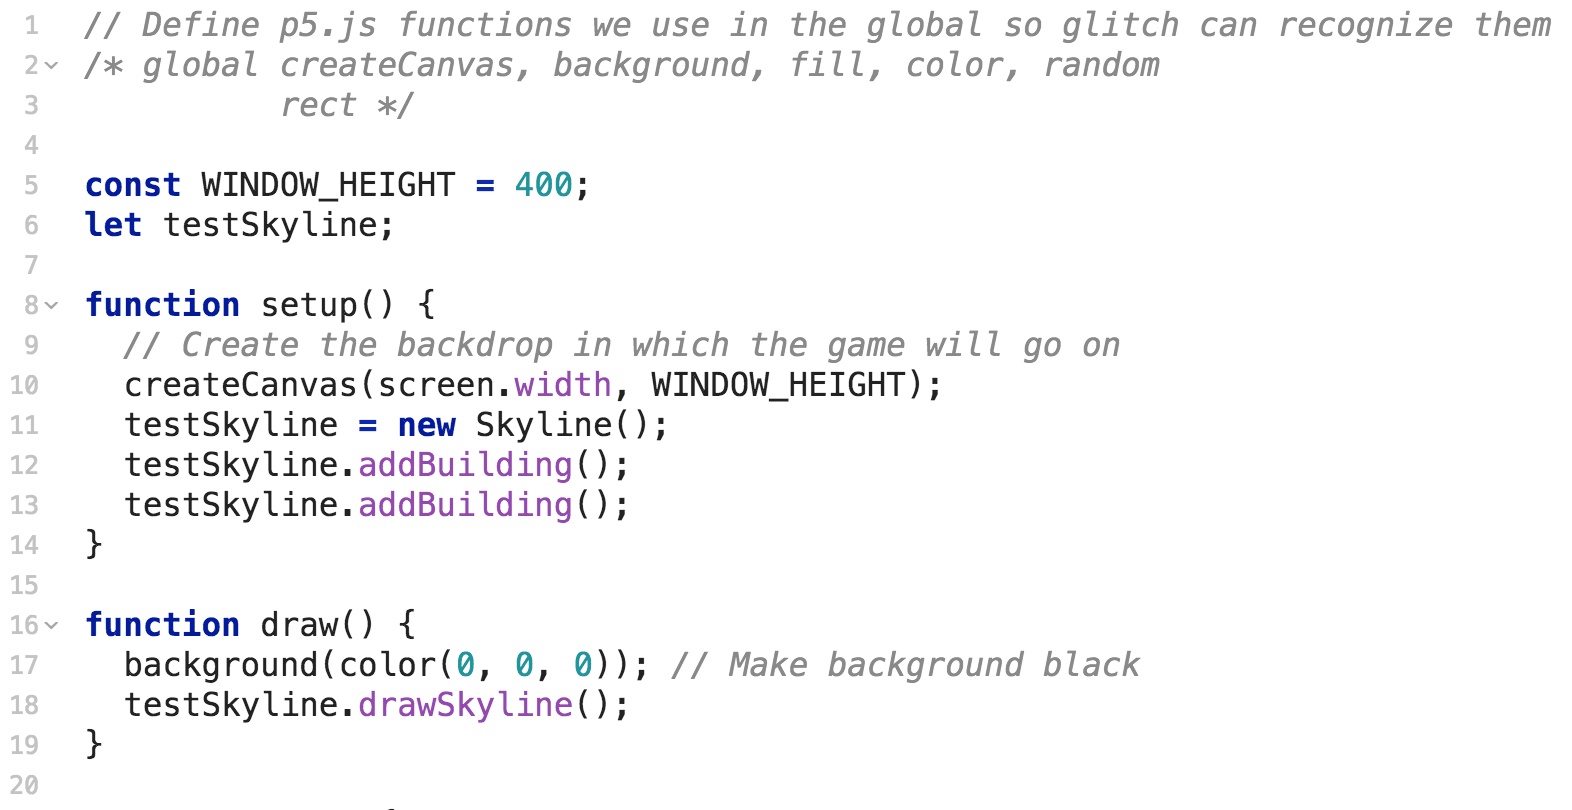 1 // Define p5.js functions we use in the global so glitch can recognize them
2 /* global createCanvas, background, fill, color, random
3           rect */
4
5 const WINDOW_HEIGHT = 400;
6 let testSkyline;
7
8 function setup() {
9   // Create the backdrop in which the game will go on
10   createCanvas(screen.width, WINDOW_HEIGHT);
11   testSkyline = new Skyline();
12   testSkyline.addBuilding();
13   testSkyline.addBuilding();
14 }
15
16 function draw() {
17   background(color(0, 0, 0)); // Make background black
18   testSkyline.drawSkyline();
19 }
20